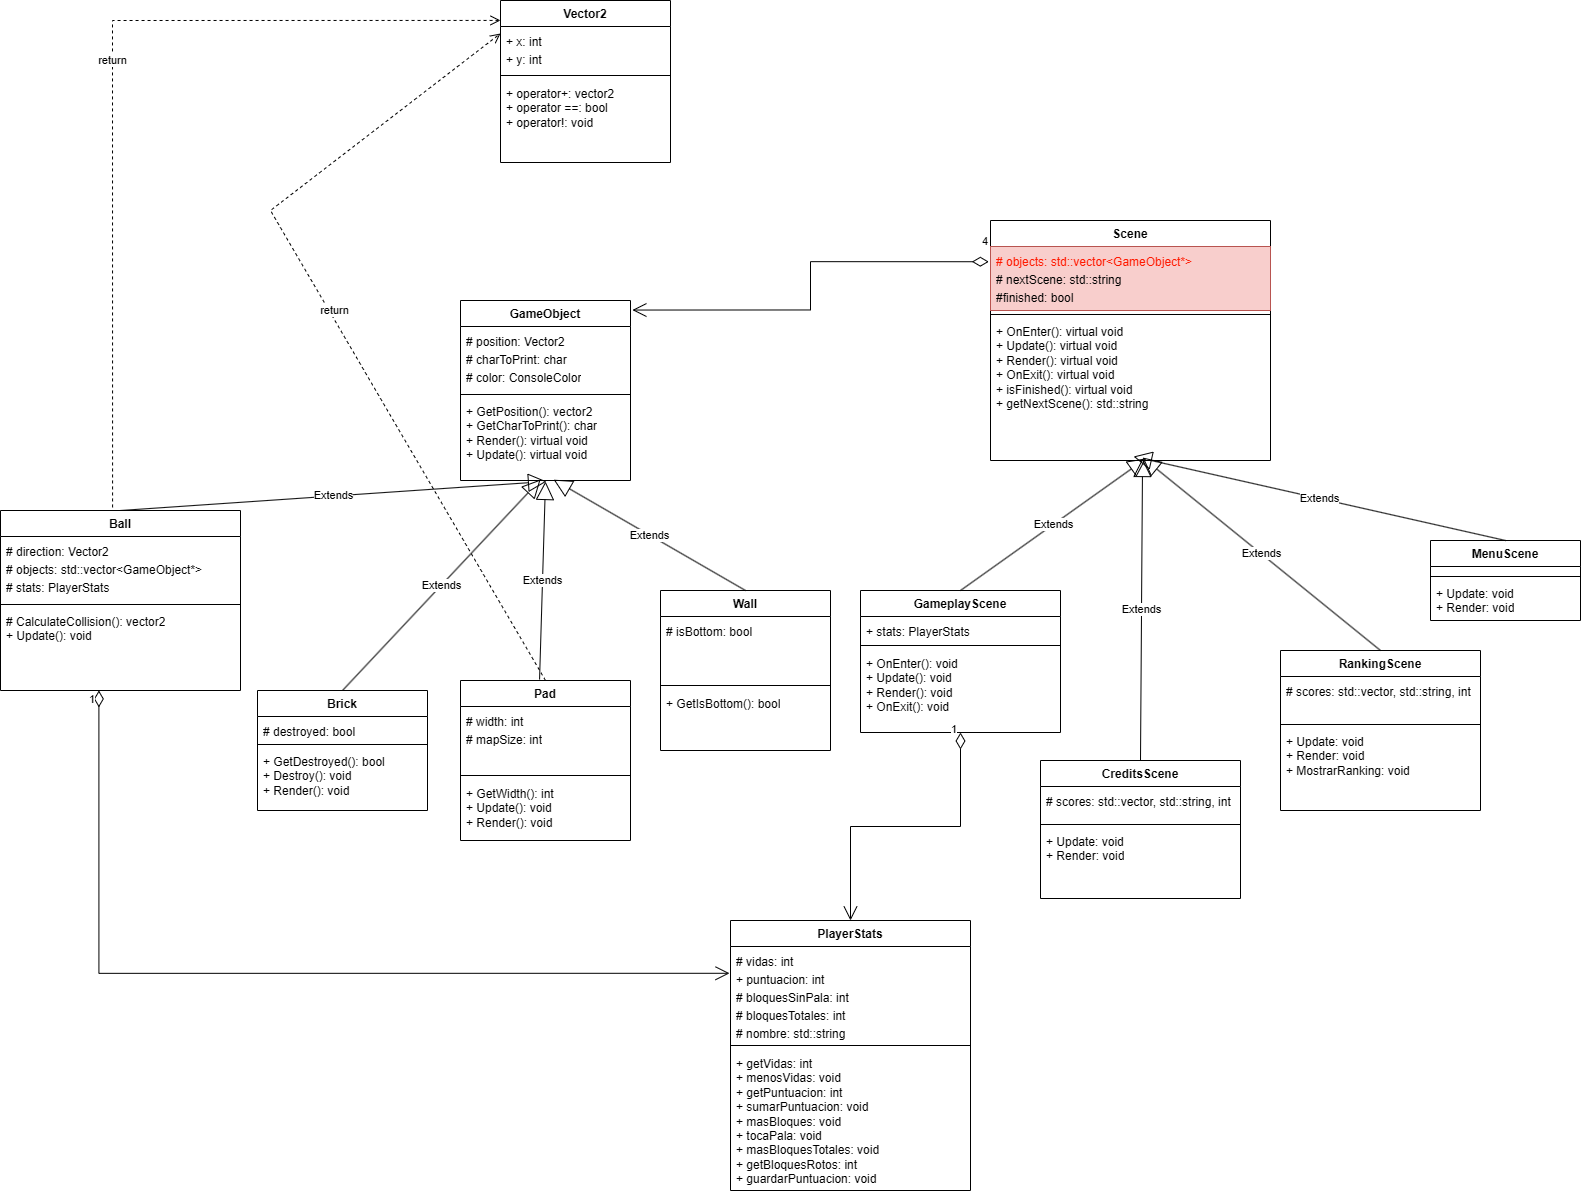 Vector2
+ x: int
+ y: int
+ operator+: vector2
+ operator ==: bool
+ operator!: void
return
return
Scene
4
# objects: std::vector<GameObject*>
# nextScene: std::string
#finished: bool
+ OnEnter(): virtual void
+ Update(): virtual void
+ Render(): virtual void
+ OnExit(): virtual void
+ isFinished(): virtual void
+ getNextScene(): std::string
GameObject
# position: Vector2
# charToPrint: char
# color: ConsoleColor
+ GetPosition(): vector2
+ GetCharToPrint(): char
+ Render(): virtual void
+ Update(): virtual void
Extends
Extends
Extends
Extends
Extends
Extends
Extends
Extends
Ball
# direction: Vector2
# objects: std::vector<GameObject*>
# stats: PlayerStats
# CalculateCollision(): vector2
+ Update(): void
1
Brick
# destroyed: bool
+ GetDestroyed(): bool
+ Destroy(): void
+ Render(): void
Pad
# width: int
# mapSize: int
+ GetWidth(): int
+ Update(): void
+ Render(): void
Wall
# isBottom: bool
+ GetIsBottom(): bool
GameplayScene
+ stats: PlayerStats
+ OnEnter(): void
+ Update(): void
+ Render(): void
+ OnExit(): void
1
CreditsScene
# scores: std::vector, std::string, int
+ Update: void
+ Render: void
RankingScene
# scores: std::vector, std::string, int
+ Update: void
+ Render: void
+ MostrarRanking: void
MenuScene
+ Update: void
+ Render: void
PlayerStats
# vidas: int
+ puntuacion: int
# bloquesSinPala: int
# bloquesTotales: int
# nombre: std::string
+ getVidas: int
+ menosVidas: void
+ getPuntuacion: int
+ sumarPuntuacion: void
+ masBloques: void
+ tocaPala: void
+ masBloquesTotales: void
+ getBloquesRotos: int
+ guardarPuntuacion: void